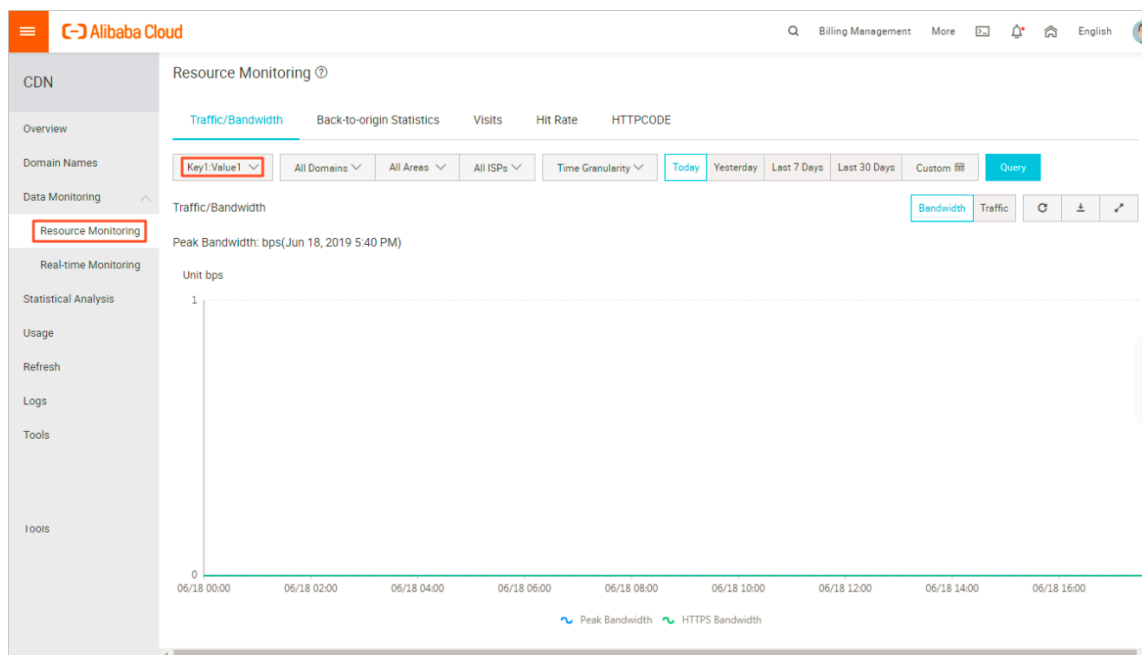 Alibaba Cloud
Billing Management More English
CDN
Overview
Domain Names
Data Monitoring
Resource Monitoring
Real-time Monitoring
Statistical Analysis
Usage
Refresh
Logs
Tools
Tools
Resource Monitoring
Traffic/Bandwidth Back-to-origin Statistics Visits Hit Rate HTTPCODE
Key1:Value1 All Domains All Areas All ISPs Time Granularity Today Yesterday Last 7 Days Last 30 Days Custom Query
Traffic/Bandwidth Bandwidth Traffic
Peak Bandwidth: bps(Jun 18, 2019 5:40 PM)
Unit bps
1
0
06/18 00:00 06/18 02:00 06/18 04:00 06/18 06:00 06/18 08:00 06/18 10:00 06/18 12:00 06/18 14:00 06/18 16:00
Peak Bandwidth HTTPS Bandwidth